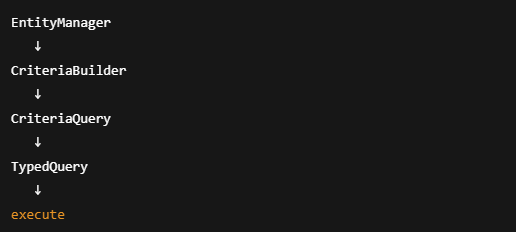 EntityManager
↓
CriteriaBuilder
↓
CriteriaQuery
↓
TypedQuery
↓
execute